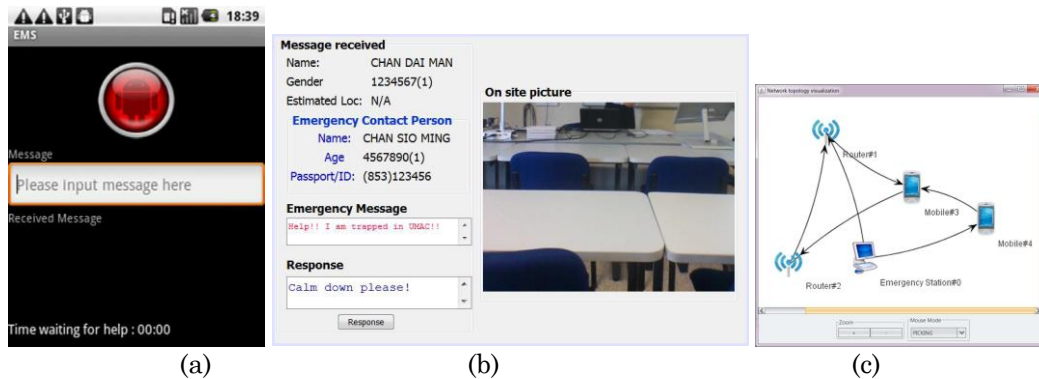 18:39
EMS
Message
Please input message here
Received Message
Time waiting for help : 00:00
(a)
Message received
Name: CHAN DAI MAN
Gender 1234567(1)
Estimated Loc: N/A
Emergency Contact Person
Name: CHAN SIO MING
Age 4567890(1)
Passport/ID: (853)123456
Emergency Message
Help!! I am trapped in UMAC!!
Response
Calm down please!
Response
On site picture
(b)
Network topology visualization
Router#1
Mobile#3
Mobile#4
Router#2
Emergency Station#0
Zoom
+ -
Mouse Mode
PICKING
(c)